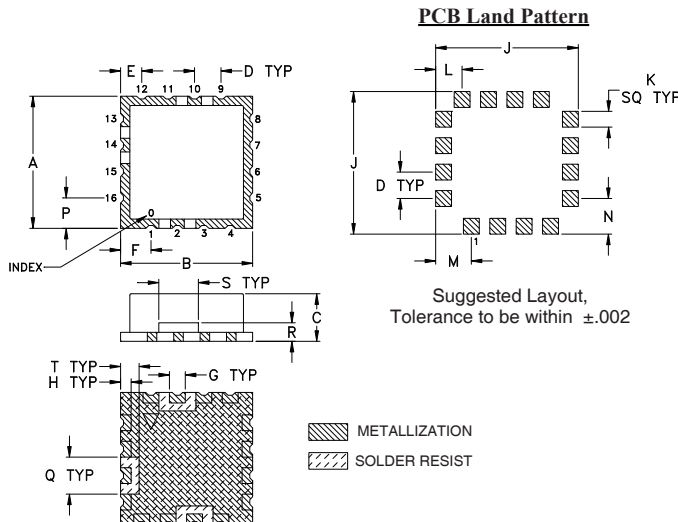 PCB Land Pattern
E
D TYP
12 11 10 9
13
14
15
16
8
7
6
5
A
P
0
1 2 3 4
F
B
INDEX
J
L
K
SQ TYP
J
D TYP
N
1
M
Suggested Layout,
Tolerance to be within ±.002
S TYP
C
R
T TYP
H TYP
G TYP
Q TYP
METALLIZATION
SOLDER RESIST